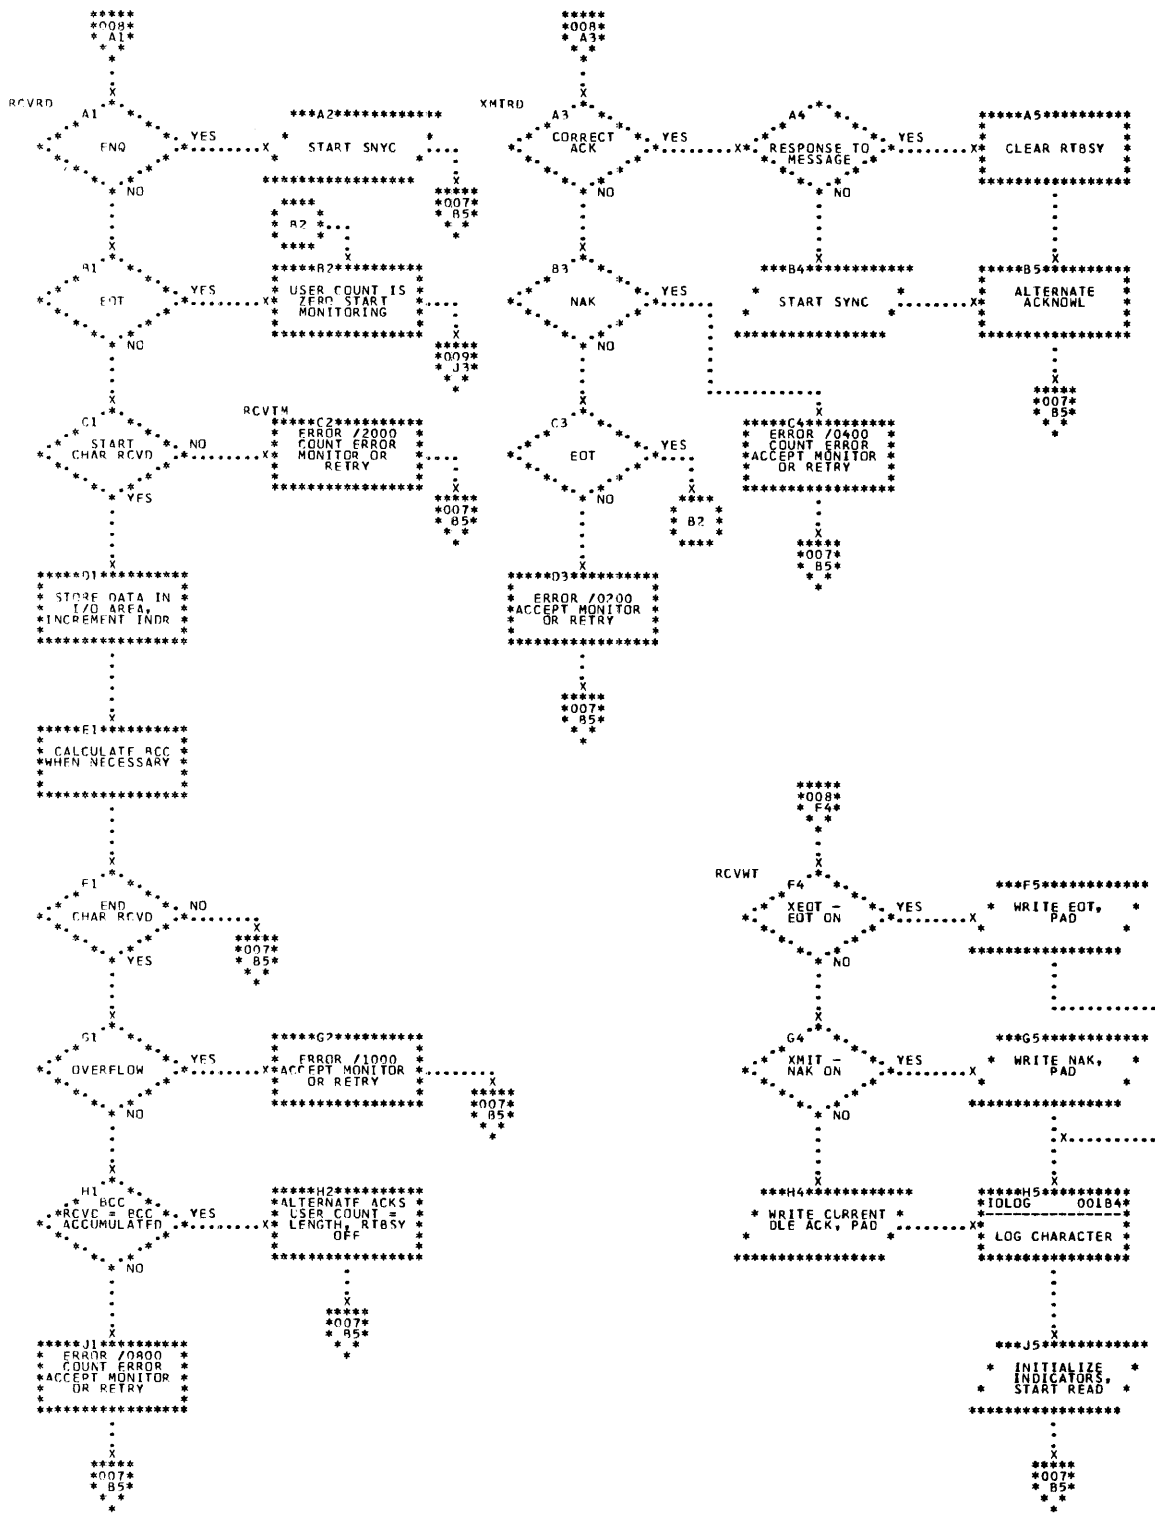 *008*
A1*
RCVRD
A1
ENQ
YES
NO
A2
START SNYC
*007*
B5*
B2
B1
EOT
YES
NO
B2
USER COUNT IS
ZERO START
MONITORING
*009*
J3*
C1
START
CHAR RCVD
NO
YES
RCVTM
C2
ERROR /2000
COUNT ERROR
MONITOR OR
RETRY
*007*
B5*
D1
STORE DATA IN
I/O AREA,
INCREMENT INDR
E1
CALCULATE BCC
WHEN NECESSARY
F1
END
CHAR RCVD
NO
YES
*007*
B5*
G1
OVERFLOW
YES
NO
G2
ERROR /1000
ACCEPT MONITOR
OR RETRY
*007*
B5*
H1
BCC
RCVD = BCC
ACCUMULATED
YES
NO
H2
ALTERNATE ACKS
USER COUNT =
LENGTH, RTBSY
OFF
*007*
B5*
J1
ERROR /0800
COUNT ERROR
ACCEPT MONITOR
OR RETRY
*007*
B5*
*008*
A3*
XMTRD
A3
CORRECT
ACK
YES
NO
A4
RESPONSE TO
MESSAGE
YES
NO
A5
CLEAR RTBSY
B3
NAK
YES
NO
B4
START SYNC
B5
ALTERNATE
ACKNOWL
*007*
B5*
C3
EOT
YES
NO
B2
C4
ERROR /0400
COUNT ERROR
ACCEPT MONITOR
OR RETRY
*007*
B5*
D3
ERROR /0200
ACCEPT MONITOR
OR RETRY
*007*
B5*
*008*
F4*
RCVWT
F4
XEOT -
EOT ON
YES
NO
F5
WRITE EOT,
PAD
G4
XMIT -
NAK ON
YES
NO
G5
WRITE NAK,
PAD
H4
WRITE CURRENT
DLE ACK, PAD
H5
IOLOG 001B4
LOG CHARACTER
J5
INITIALIZE
INDICATORS,
START READ
*007*
B5*